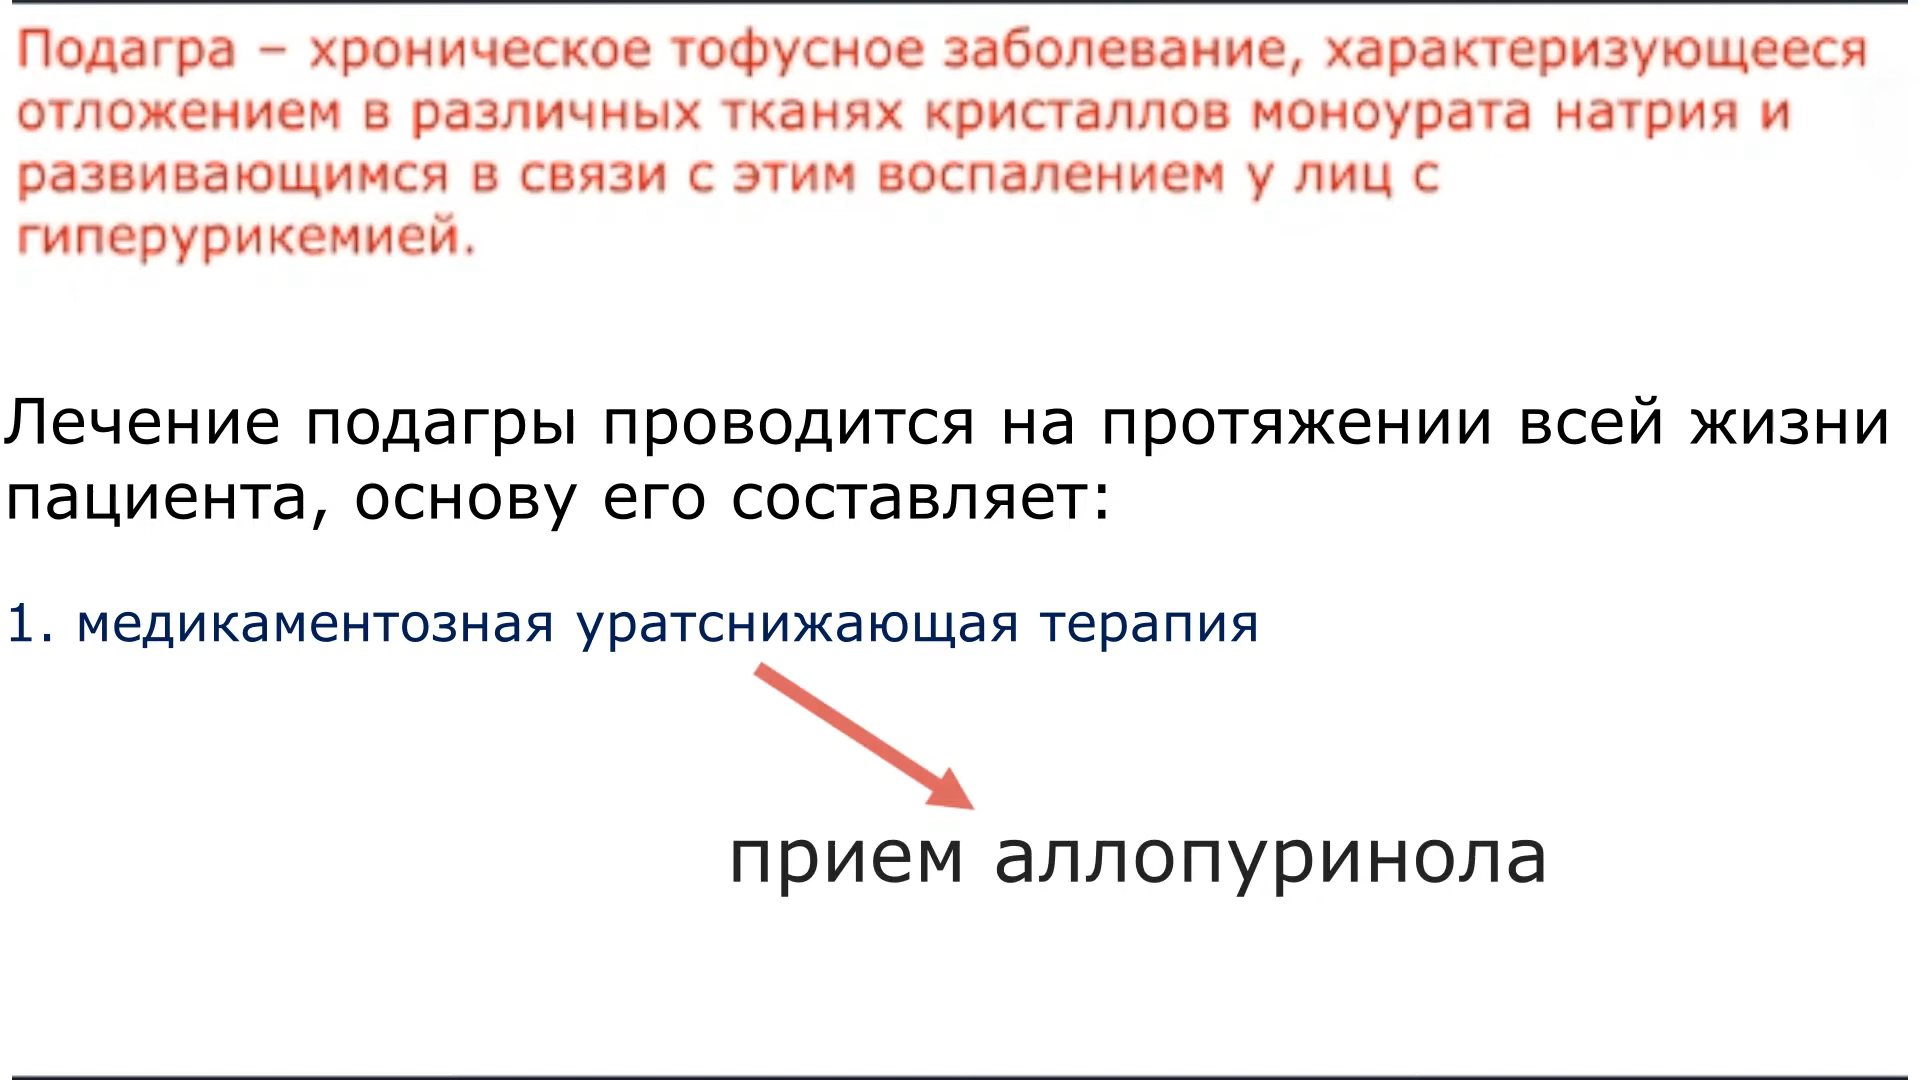 Подагра – хроническое тофусное заболевание, характеризующееся
отложением в различных тканях кристаллов моноурата натрия и
развивающимся в связи с этим воспалением у лиц с
гиперурикемией.
Лечение подагры проводится на протяжении всей жизни
пациента, основу его составляет:
1. медикаментозная уратснижающая терапия
прием аллопуринола